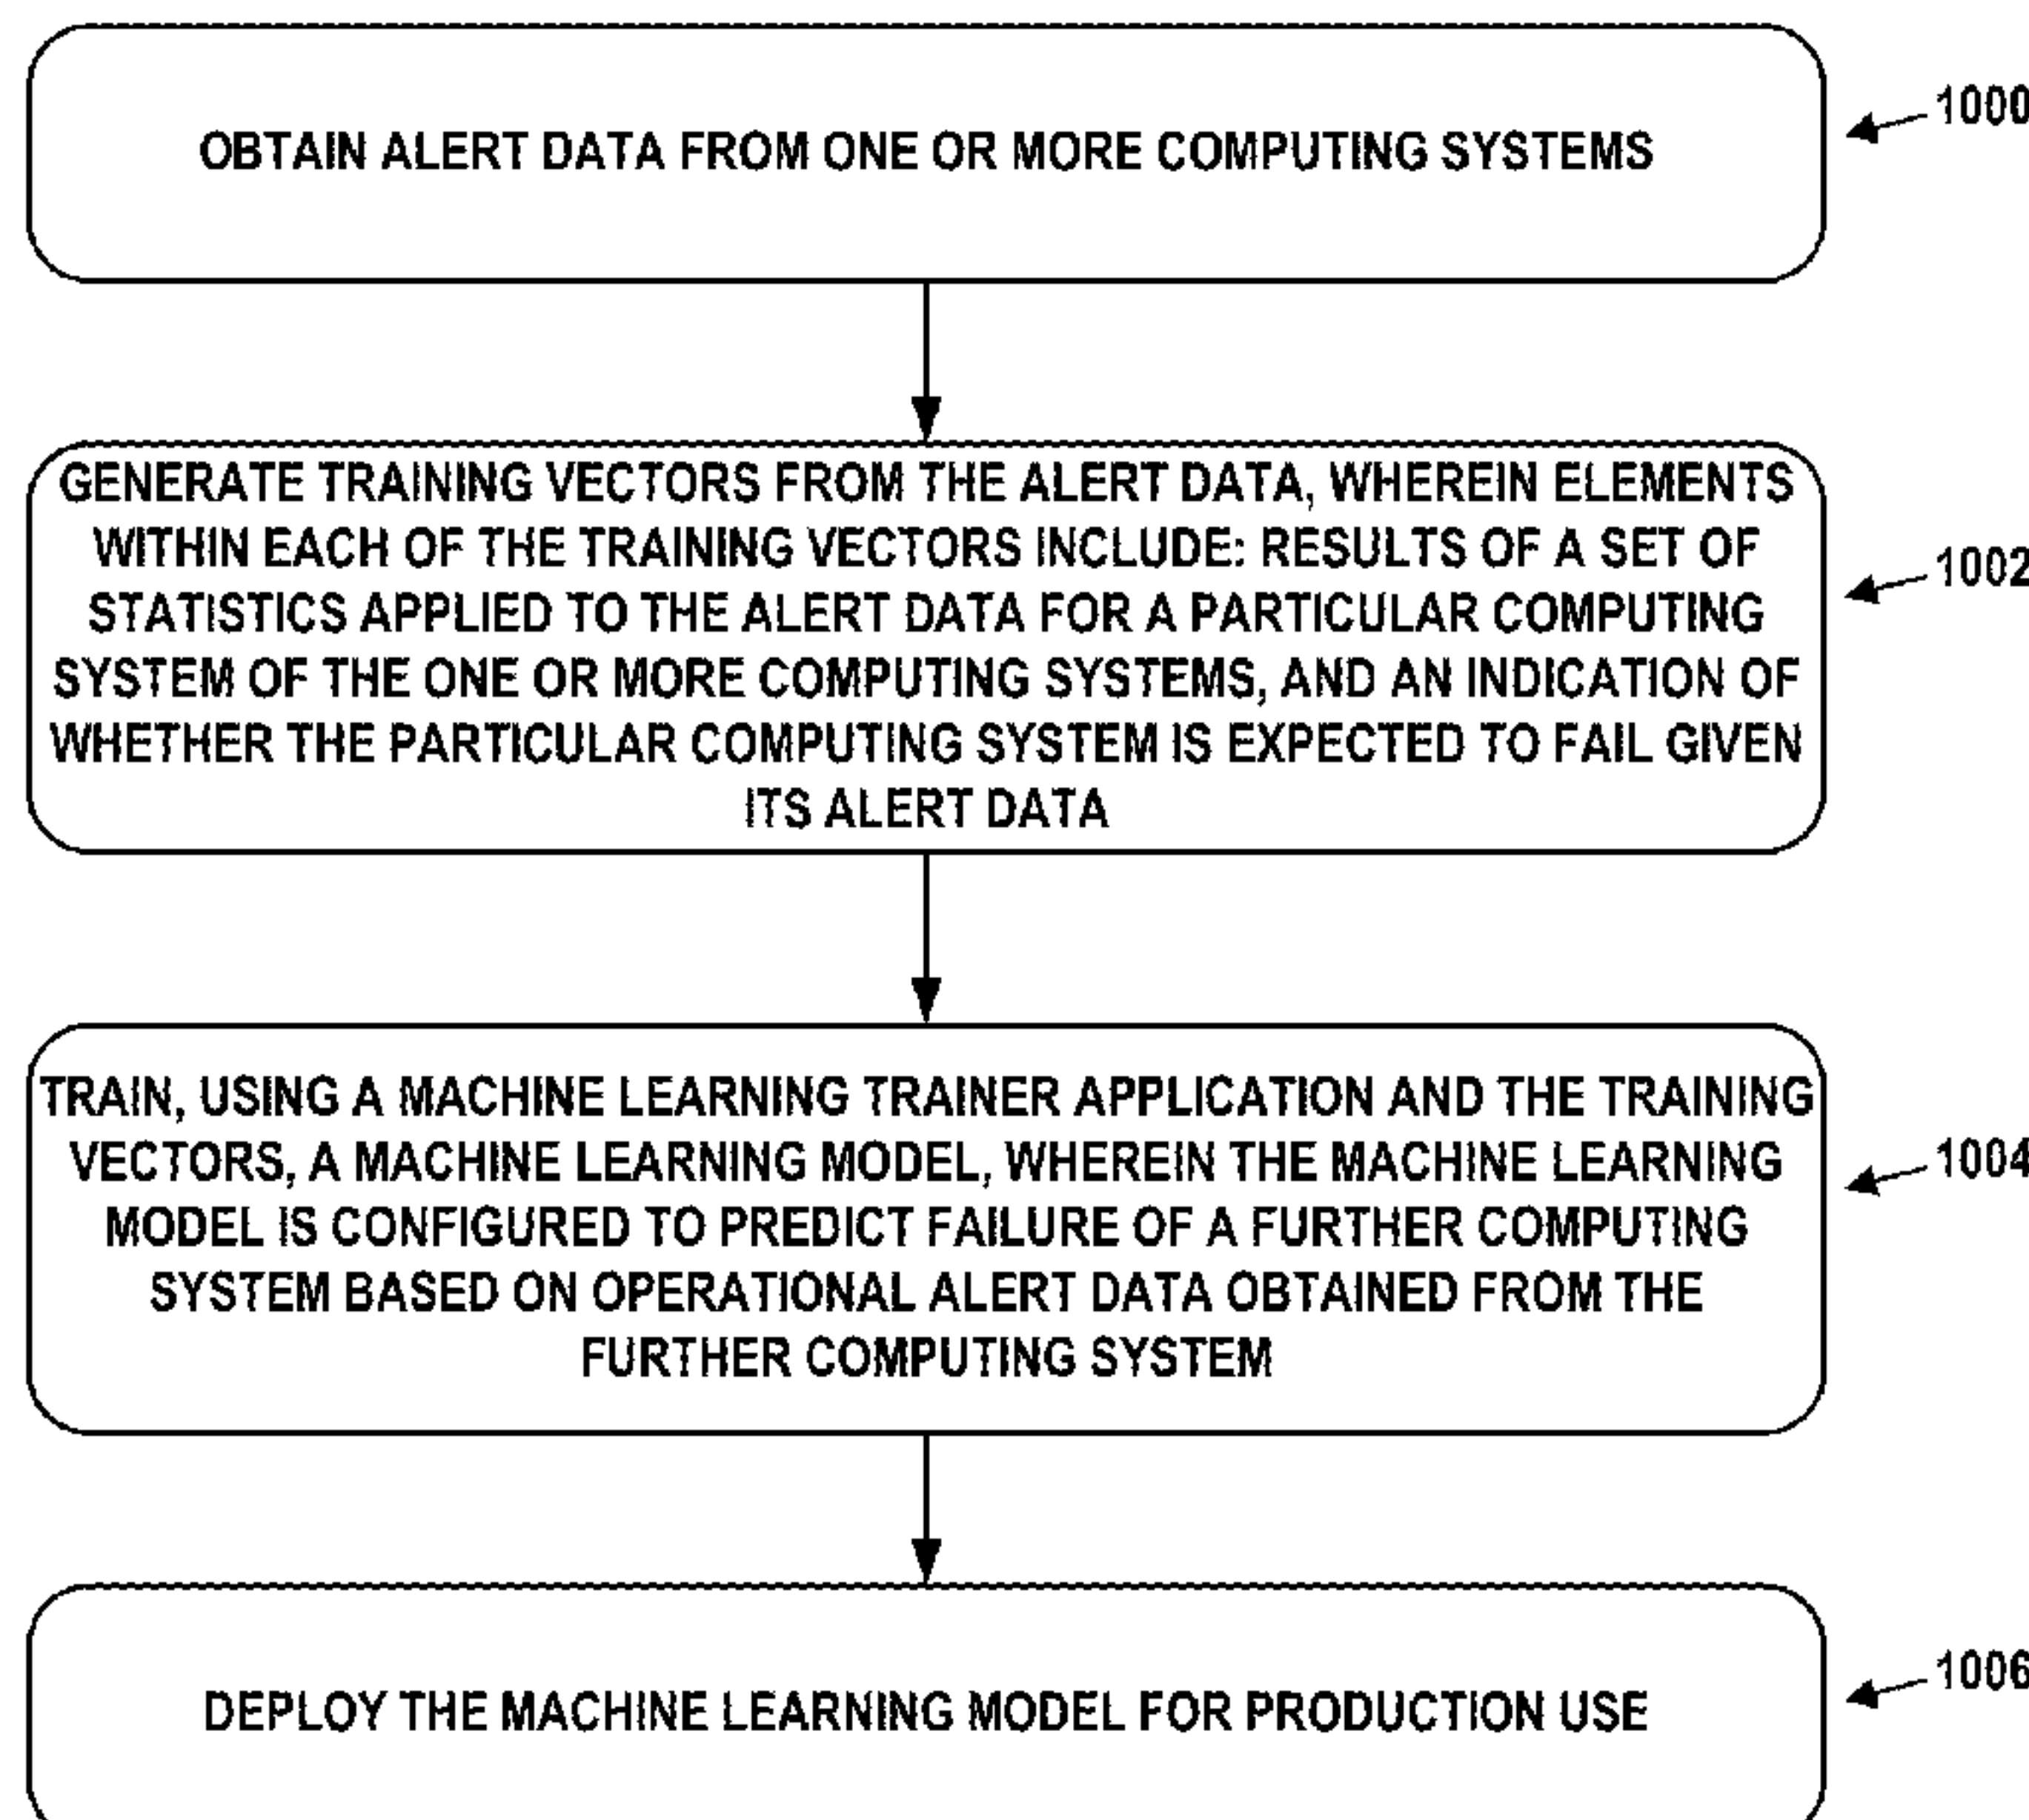 OBTAIN ALERT DATA FROM ONE OR MORE COMPUTING SYSTEMS
1000
GENERATE TRAINING VECTORS FROM THE ALERT DATA, WHEREIN ELEMENTS
WITHIN EACH OF THE TRAINING VECTORS INCLUDE: RESULTS OF A SET OF
STATISTICS APPLIED TO THE ALERT DATA FOR A PARTICULAR COMPUTING
SYSTEM OF THE ONE OR MORE COMPUTING SYSTEMS, AND AN INDICATION OF
WHETHER THE PARTICULAR COMPUTING SYSTEM IS EXPECTED TO FAIL GIVEN
ITS ALERT DATA
1002
TRAIN, USING A MACHINE LEARNING TRAINER APPLICATION AND THE TRAINING
VECTORS, A MACHINE LEARNING MODEL, WHEREIN THE MACHINE LEARNING
MODEL IS CONFIGURED TO PREDICT FAILURE OF A FURTHER COMPUTING
SYSTEM BASED ON OPERATIONAL ALERT DATA OBTAINED FROM THE
FURTHER COMPUTING SYSTEM
1004
DEPLOY THE MACHINE LEARNING MODEL FOR PRODUCTION USE
1006